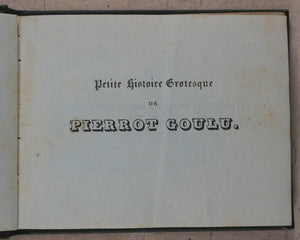 Petite Histoire Grotesque
DE
PIERROT GOULU.